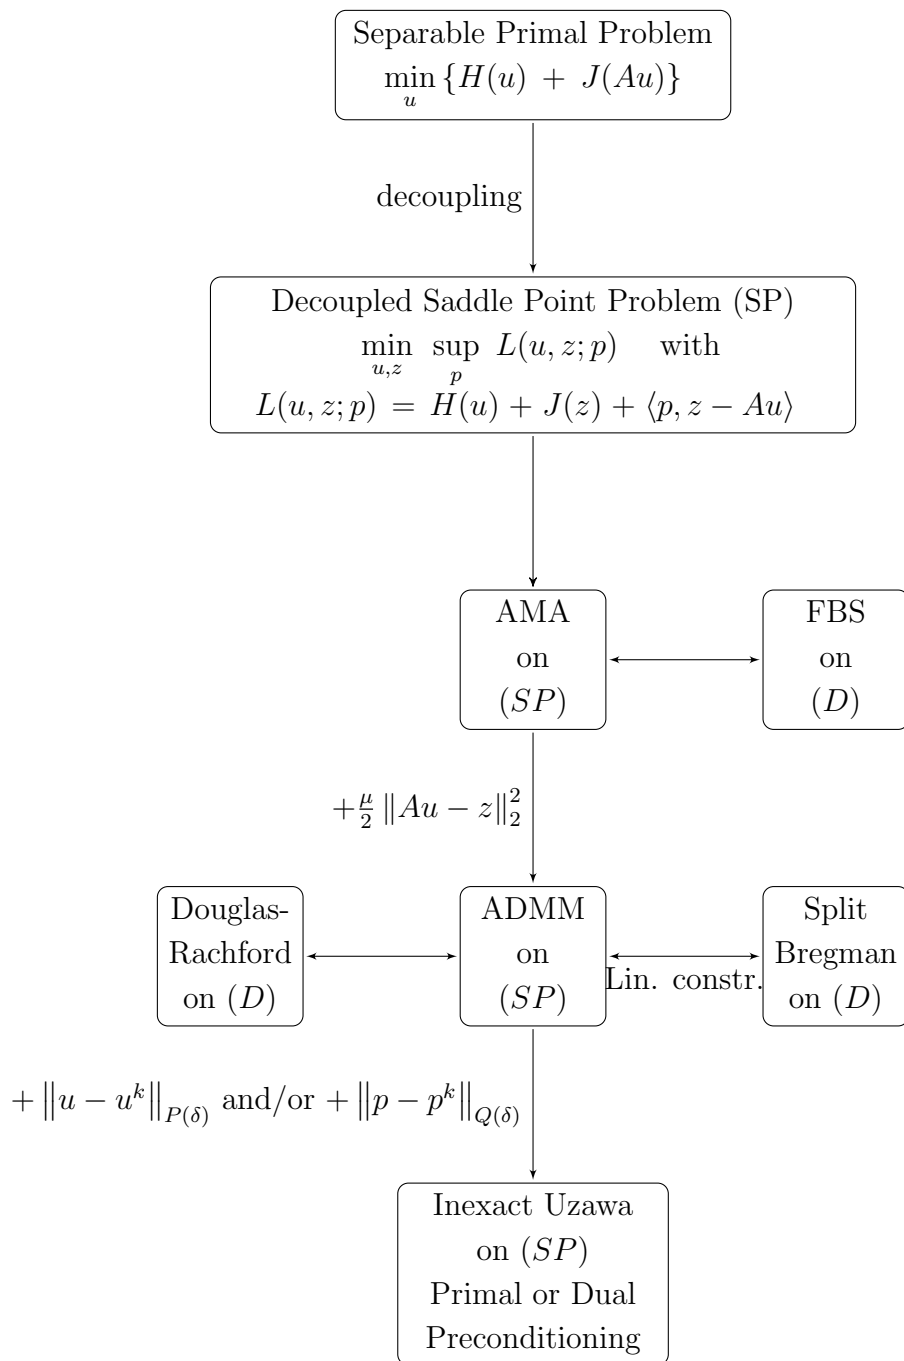 Separable Primal Problem
min_u {H(u) + J(Au)}
decoupling
Decoupled Saddle Point Problem (SP)
min_{u,z} sup_p L(u, z; p) with
L(u, z; p) = H(u) + J(z) + ⟨p, z − Au⟩
AMA
on
(SP)
FBS
on
(D)
+ μ/2 ‖Au − z‖₂²
Douglas-
Rachford
on (D)
ADMM
on
(SP)
Lin. constr.
Split
Bregman
on (D)
+ ‖u − u^k‖_{P(δ)} and/or + ‖p − p^k‖_{Q(δ)}
Inexact Uzawa
on (SP)
Primal or Dual
Preconditioning